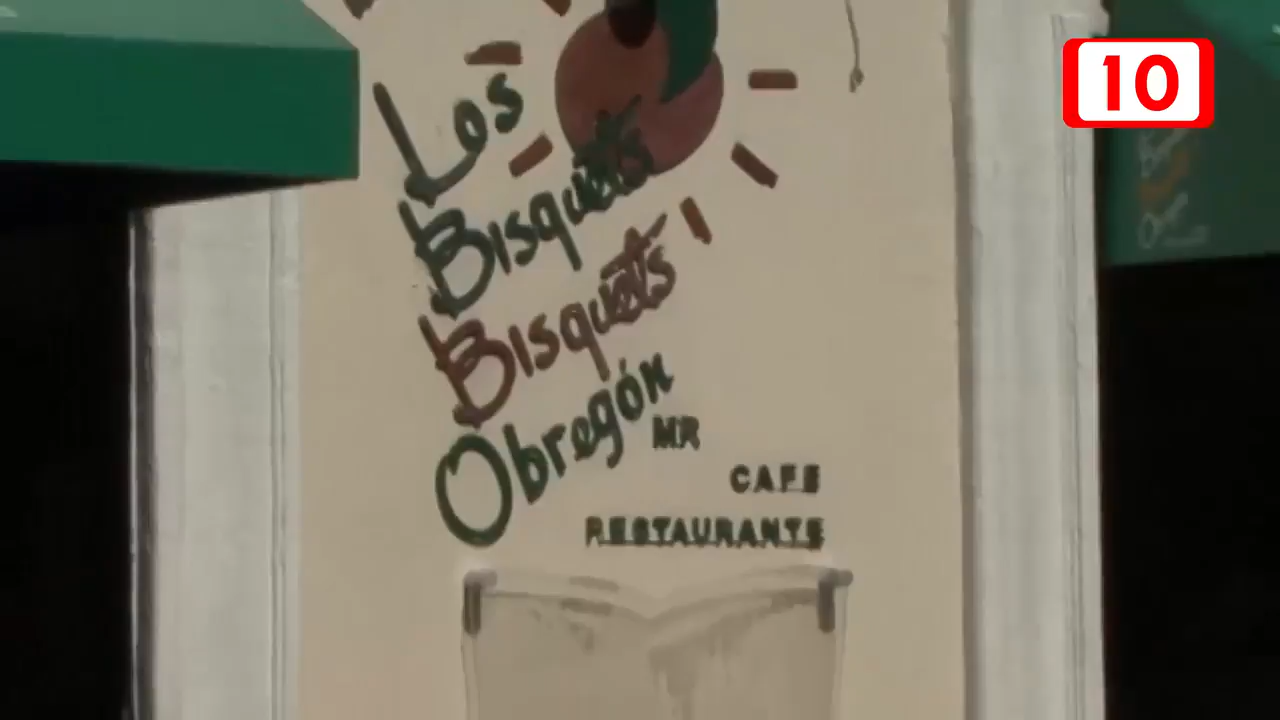 10
Los
Bisquets
Bisquets
Obregón
MR
CAFE
RESTAURANTE